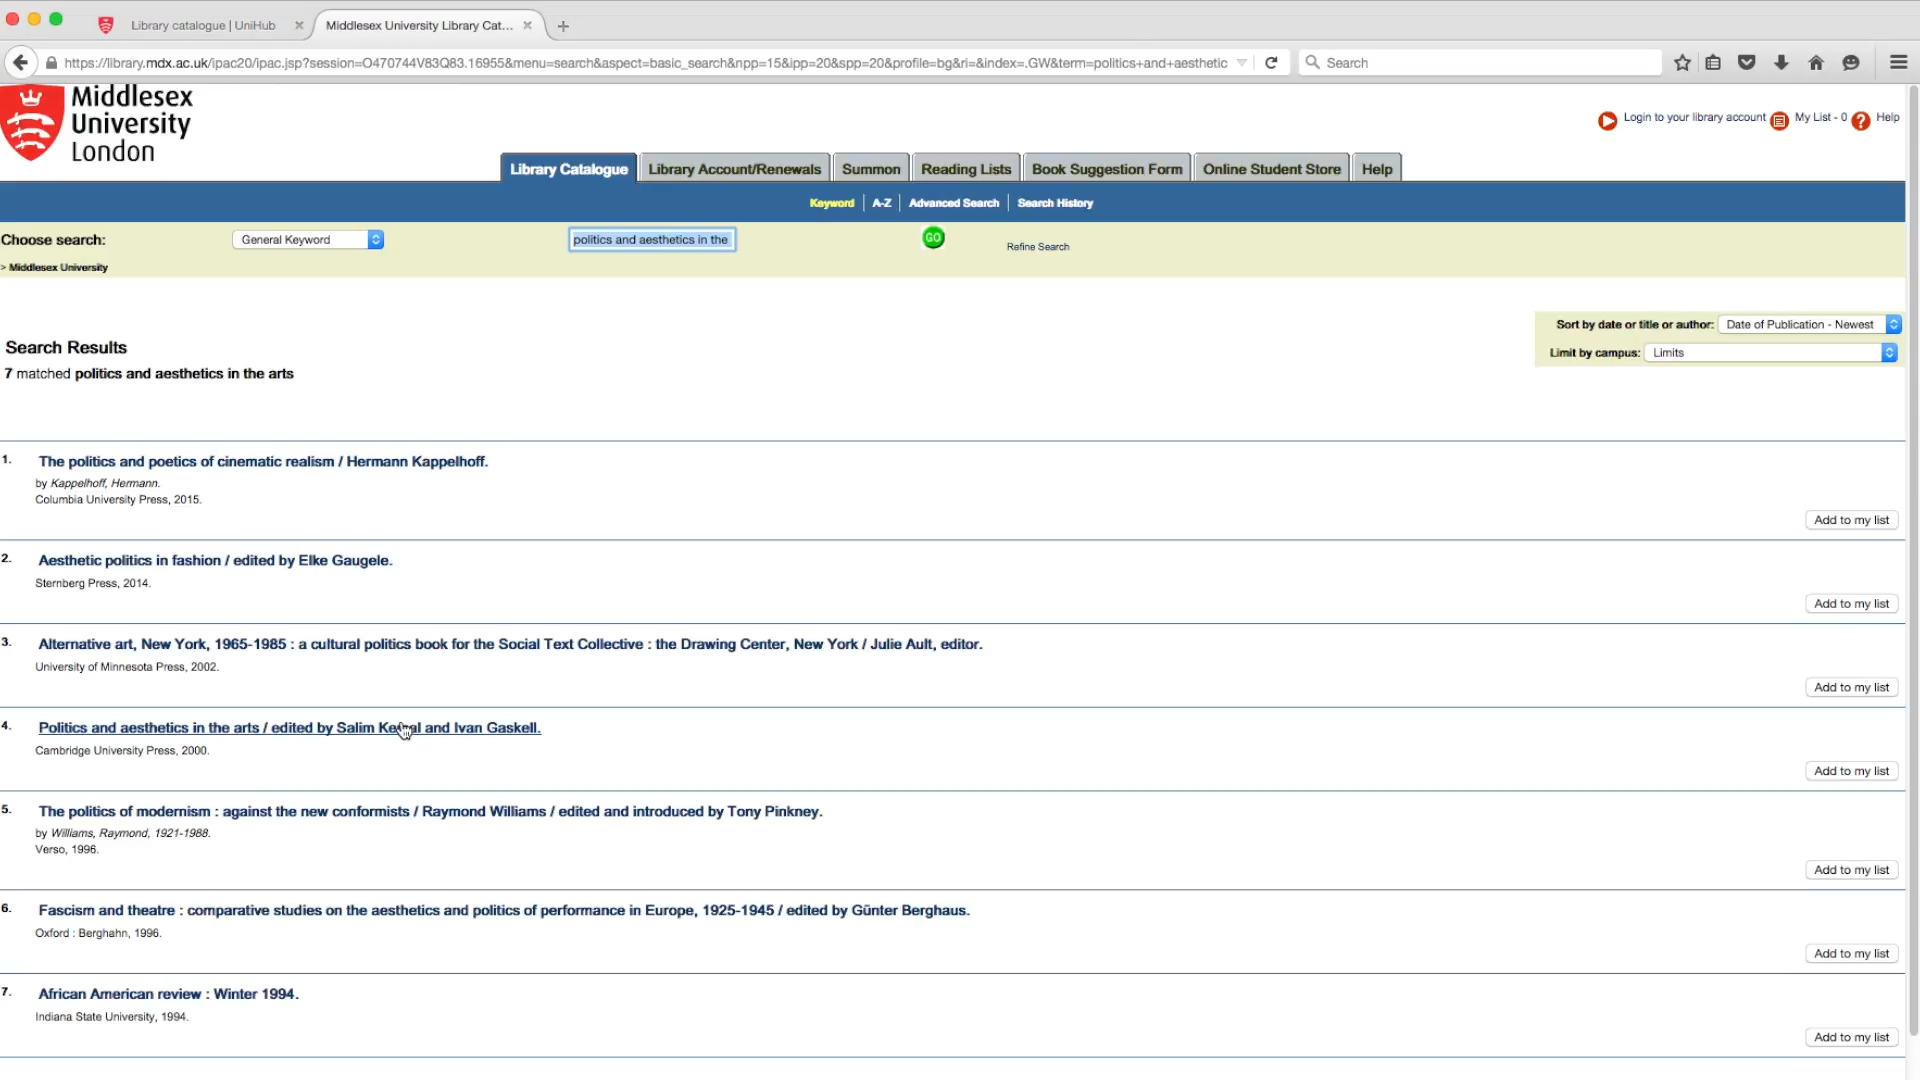 Library catalogue | UniHub
Middlesex University Library Cat...
https://library.mdx.ac.uk/ipac20/ipac.jsp?session=O470744V83Q83.16955&menu=search&aspect=basic_search&npp=15&ipp=20&spp=20&profile=bg&ri=&index=.GW&term=politics+and+aesthetic
Search
Middlesex
University
London
Login to your library account
My List - 0
Help
Library Catalogue
Library Account/Renewals
Summon
Reading Lists
Book Suggestion Form
Online Student Store
Help
Keyword
A-Z
Advanced Search
Search History
Choose search:
General Keyword
politics and aesthetics in the
GO
Refine Search
> Middlesex University
Sort by date or title or author:
Date of Publication - Newest
Limit by campus:
Limits
Search Results
7 matched politics and aesthetics in the arts
1. The politics and poetics of cinematic realism / Hermann Kappelhoff.
by Kappelhoff, Hermann.
Columbia University Press, 2015.
Add to my list
2. Aesthetic politics in fashion / edited by Elke Gaugele.
Sternberg Press, 2014.
Add to my list
3. Alternative art, New York, 1965-1985 : a cultural politics book for the Social Text Collective : the Drawing Center, New York / Julie Ault, editor.
University of Minnesota Press, 2002.
Add to my list
4. Politics and aesthetics in the arts / edited by Salim and Ivan Gaskell.
Cambridge University Press, 2000.
Add to my list
5. The politics of modernism : against the new conformists / Raymond Williams / edited and introduced by Tony Pinkney.
by Williams, Raymond, 1921-1988.
Verso, 1996.
Add to my list
6. Fascism and theatre : comparative studies on the aesthetics and politics of performance in Europe, 1925-1945 / edited by Günter Berghaus.
Oxford : Berghahn, 1996.
Add to my list
7. African American review : Winter 1994.
Indiana State University, 1994.
Add to my list